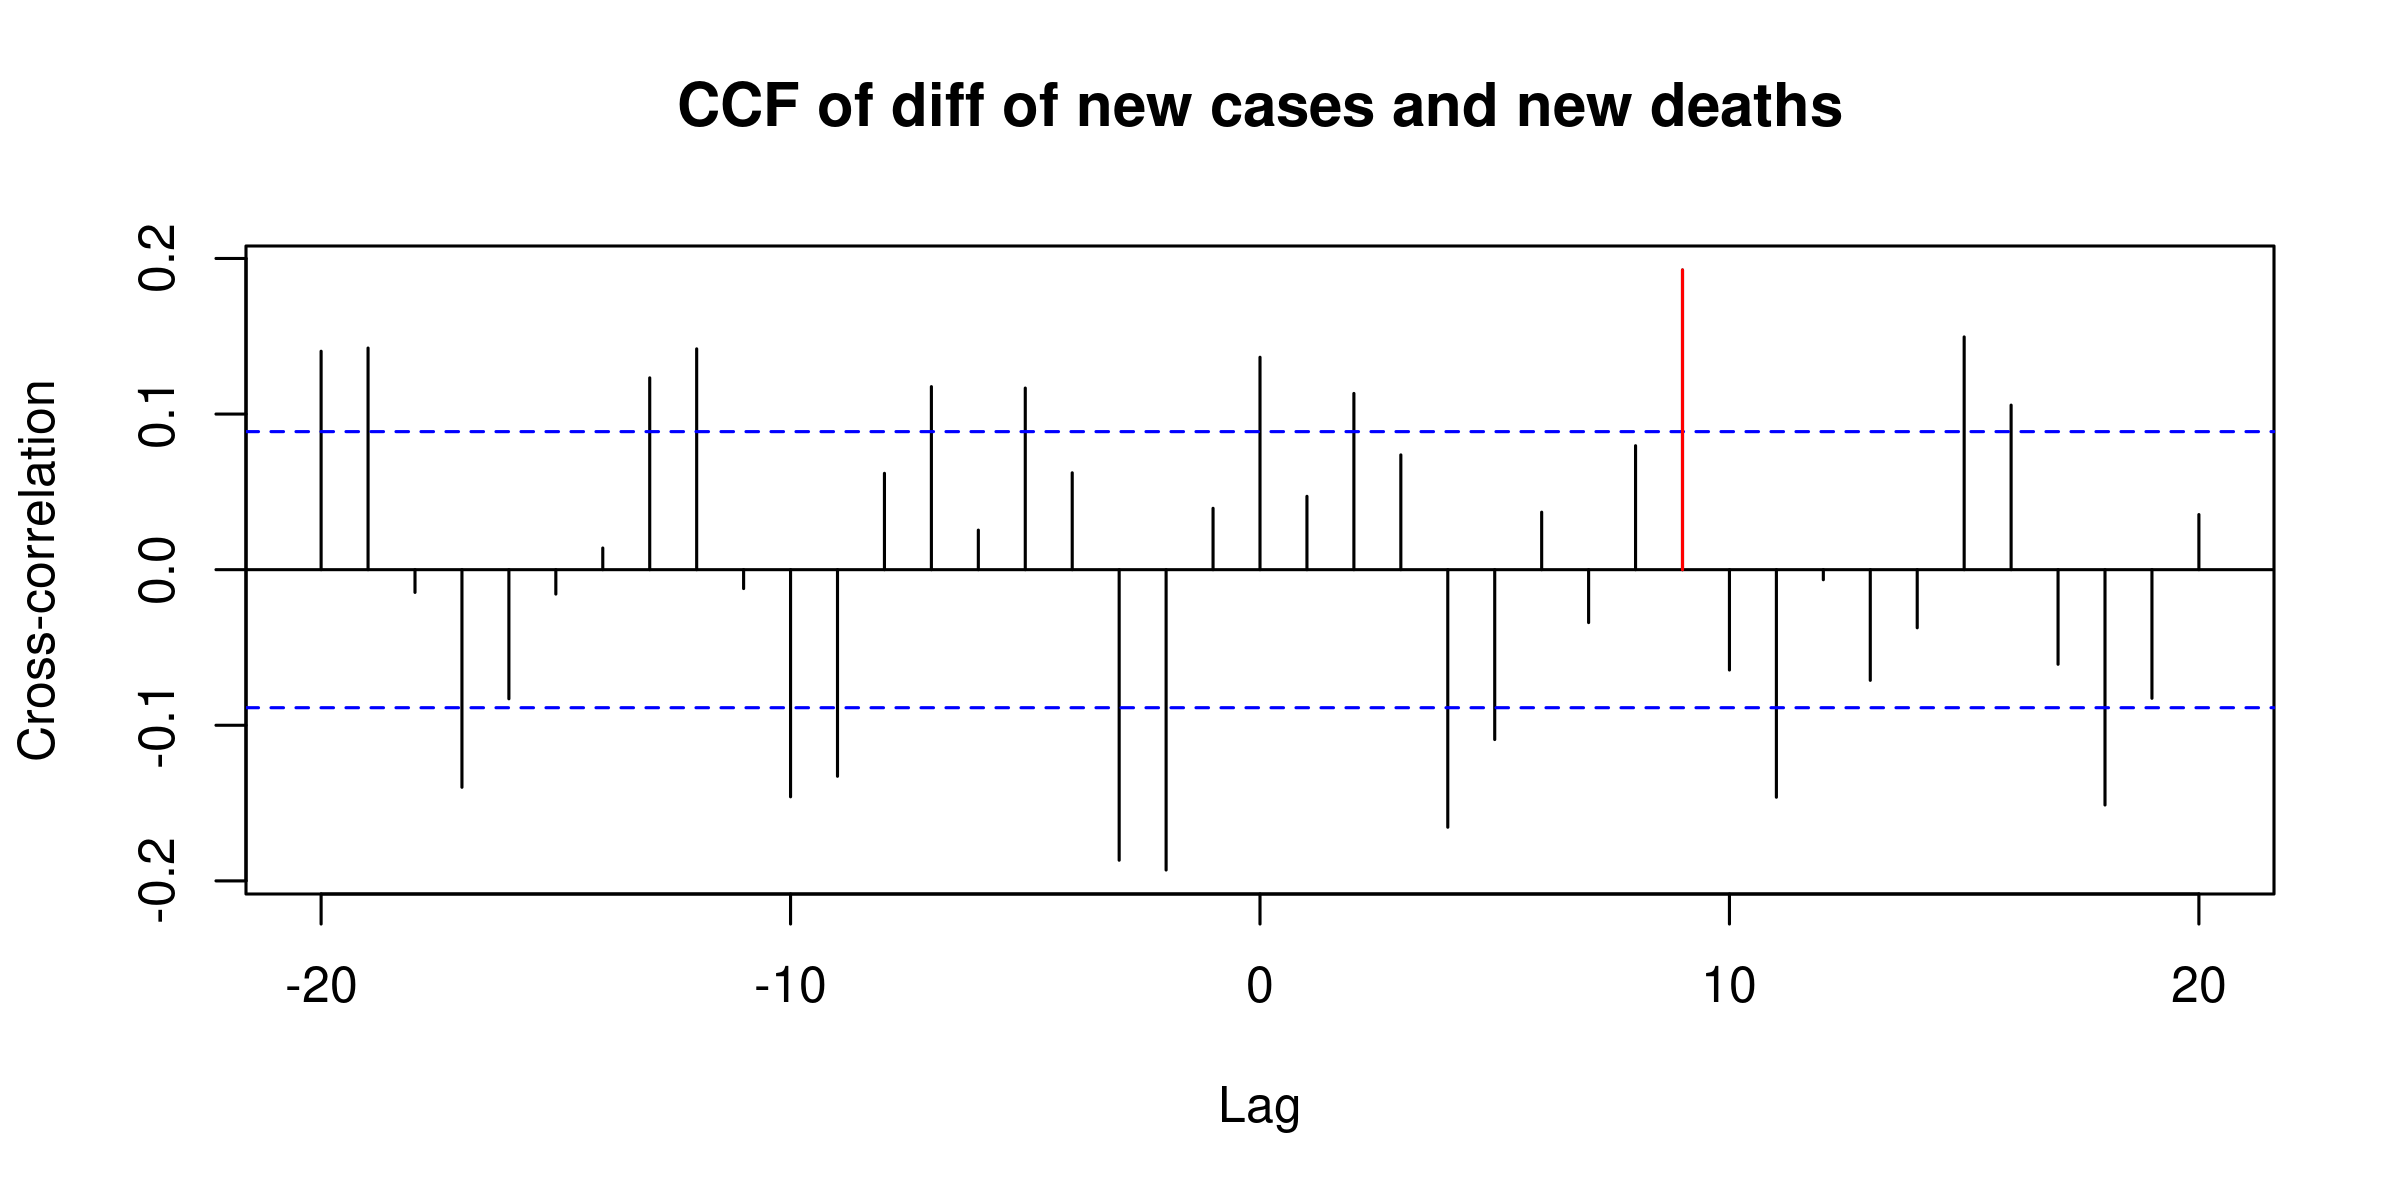 CCF of diff of new cases and new deaths
Cross-correlation
0.2
0.1
0.0
-0.1
-0.2
-20 -10 0 10 20
Lag